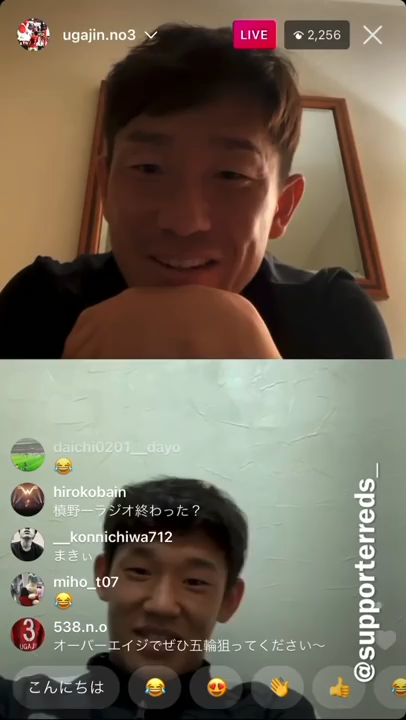 ugajin.no3
LIVE
2,256
daichi0201__dayo
😂
hirokobain
槙野ーラジオ終わった？
__konnichiwa712
まきぃ
miho_t07
😂
538.n.o
オーバーエイジでぜひ五輪狙ってください〜
@supporterreds_
こんにちは
😂 😍 👋 👍 😂